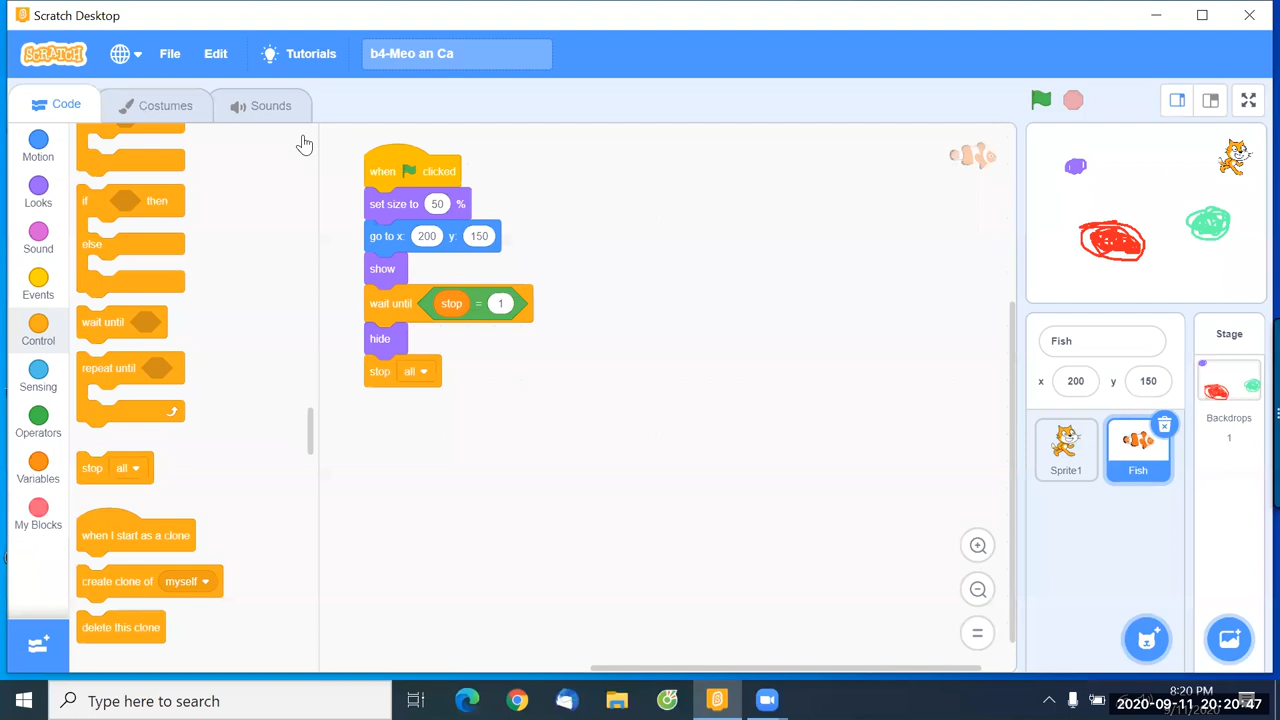 Scratch Desktop
SCRATCH
File
Edit
Tutorials
b4-Meo an Ca
Code
Costumes
Sounds
Motion
Looks
Sound
Events
Control
Sensing
Operators
Variables
My Blocks
if then
else
wait until
repeat until
stop all
when I start as a clone
create clone of myself
delete this clone
when clicked
set size to 50 %
go to x: 200 y: 150
show
wait until stop = 1
hide
stop all
Fish
x 200 y 150
Sprite1
Fish
Stage
Backdrops
1
Type here to search
8:20 PM
2020-09-11 20:20:47